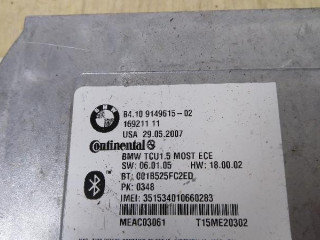 BMW
84.10 9149615-02
169211 11
USA 29.05.2007
Continental
BMW TCU1.5 MOST ECE
SW: 06.01.05 HW: 18.00.02
BT: 0018525FC2ED
PK: 0348
IMEI: 351534010660283
MEAC03061 T15ME20302